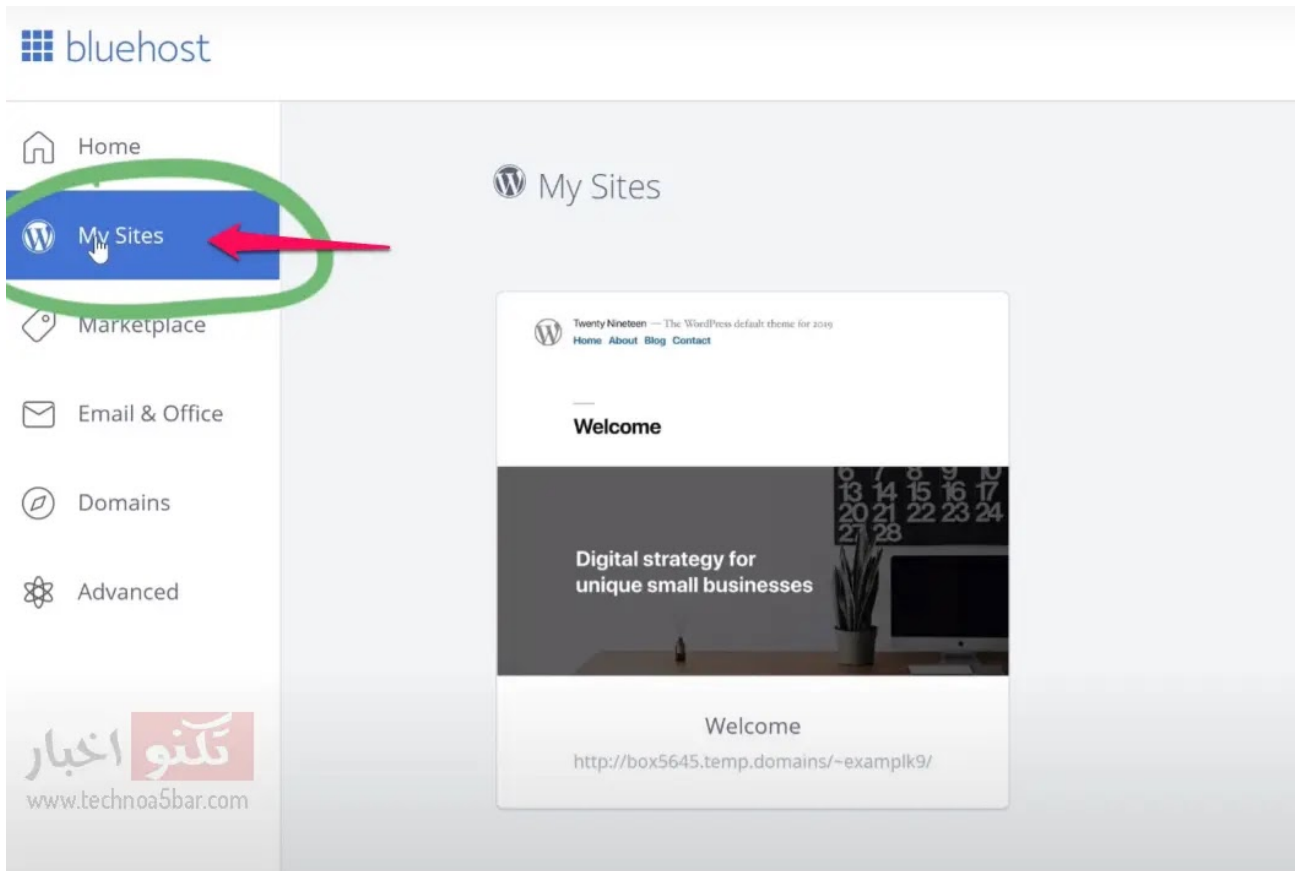 bluehost
Home
My Sites
Marketplace
Email & Office
Domains
Advanced
My Sites
Twenty Nineteen — The WordPress default theme for 2019
Home About Blog Contact
Welcome
6 7 8 9 10
13 14 15 16 17
20 21 22 23 24
27 28
Digital strategy for
unique small businesses
Welcome
http://box5645.temp.domains/~examplk9/
تكنو اخبار
www.technoa5bar.com